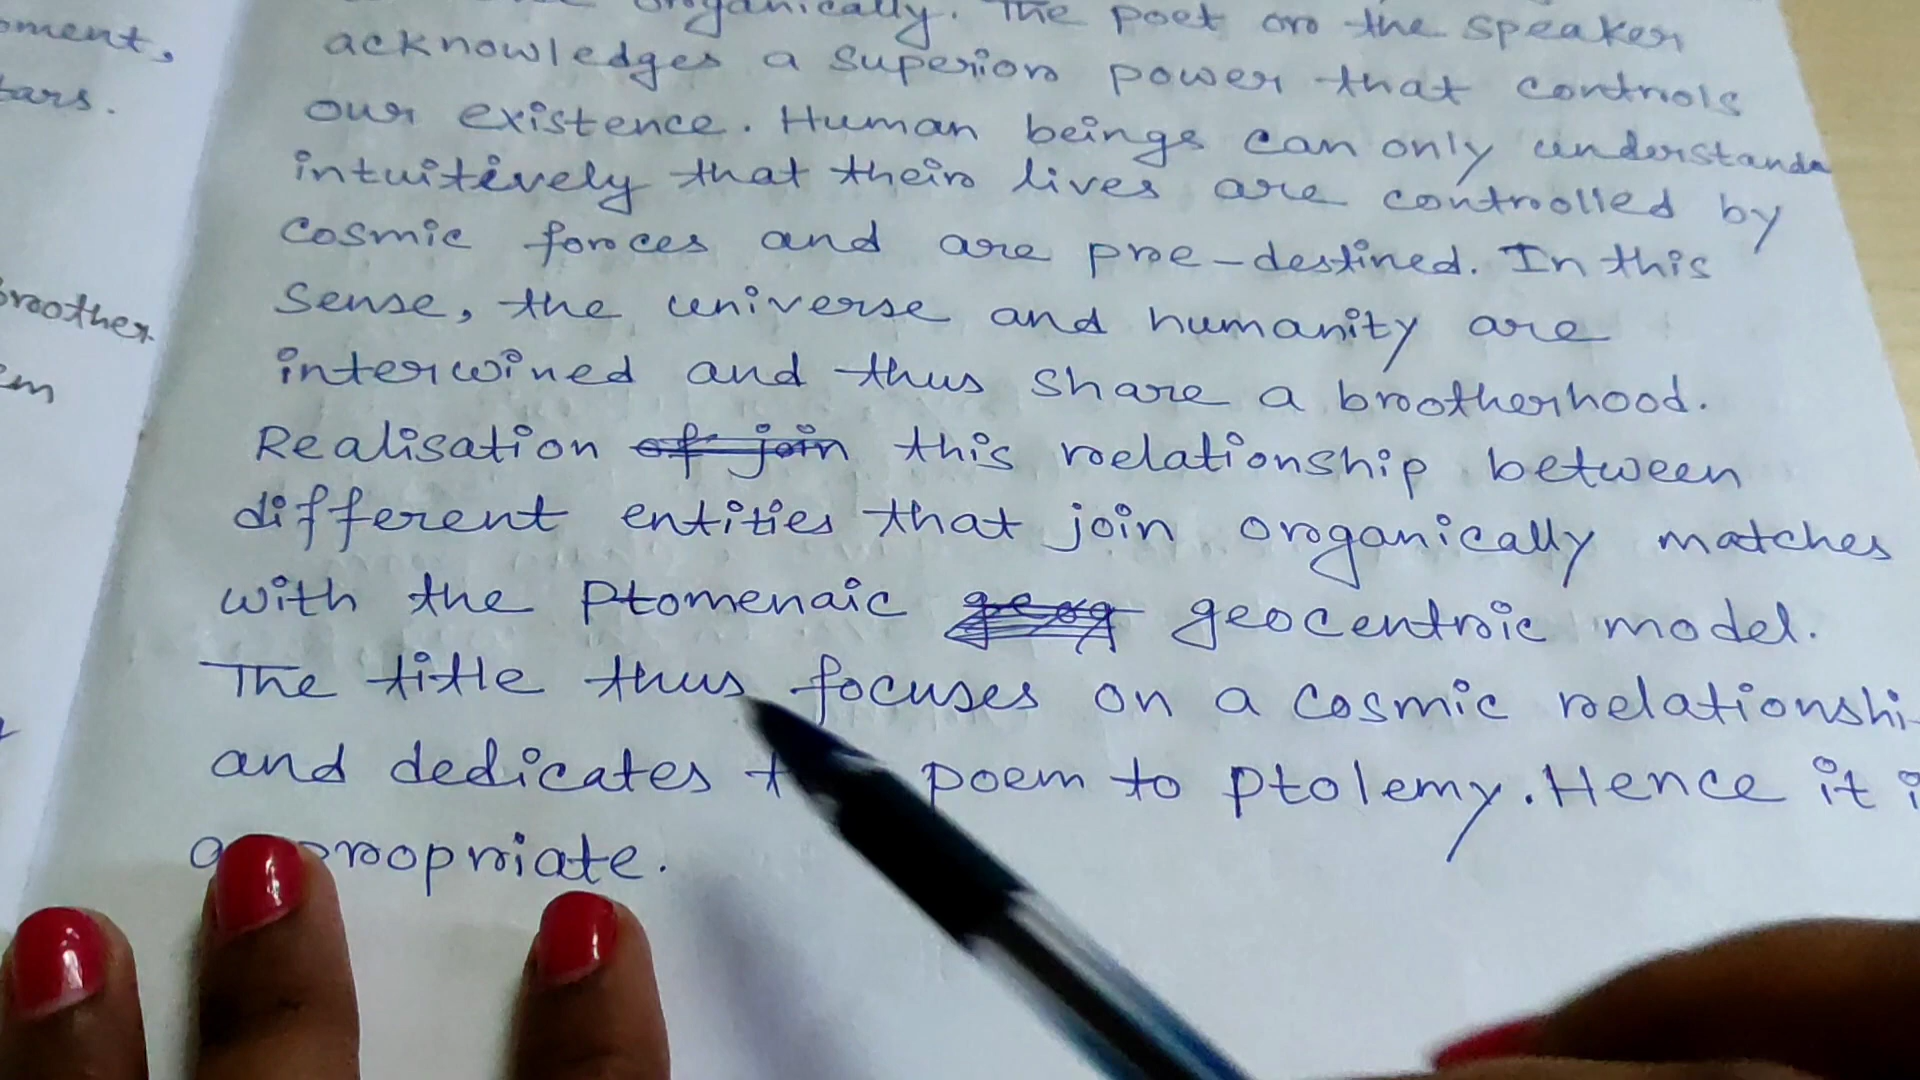 oment,
tars.
brother
em
organically. The poet or the speaker
acknowledges a superior power that controls
our existence. Human beings can only understand
intuitively that their lives are controlled by
cosmic forces and are pre-destined. In this
sense, the universe and humanity are
interwined and thus share a brotherhood.
Realisation of join this relationship between
different entities that join organically matches
with the Ptomenaic geocentric model.
The title thus focuses on a cosmic relationshi
and dedicates t poem to Ptolemy. Hence it i
appropriate.